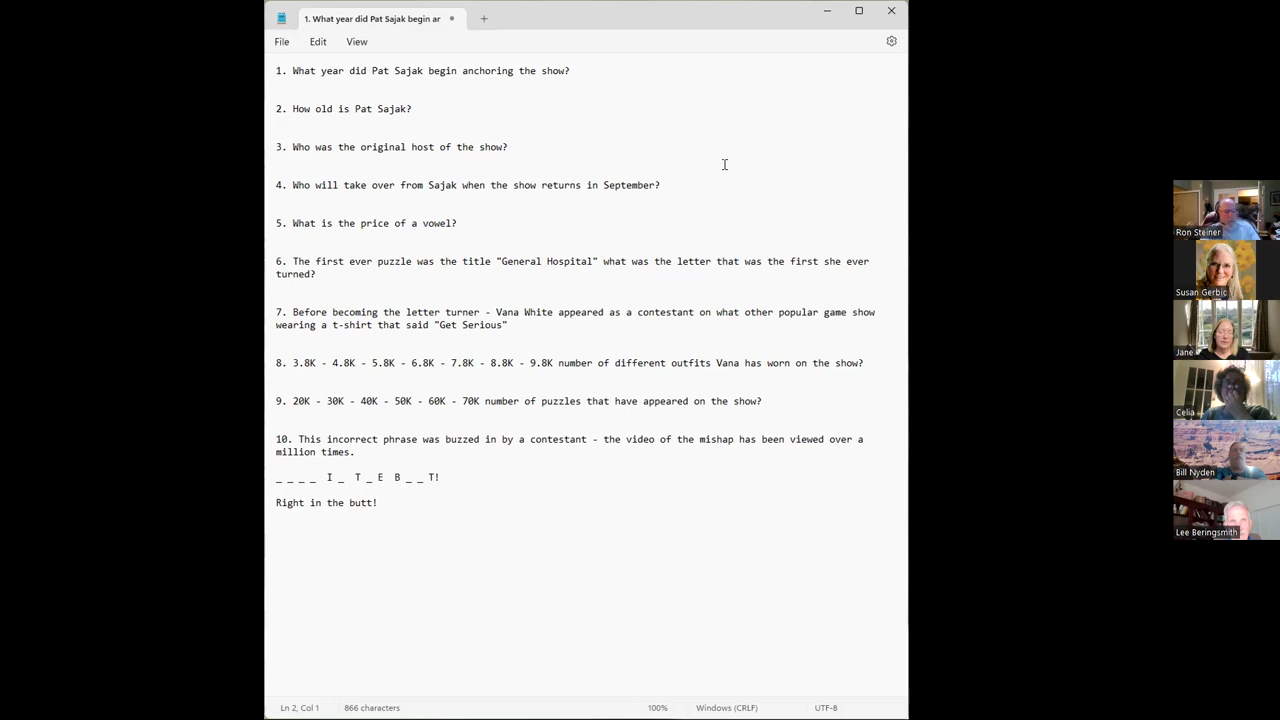 1. What year did Pat Sajak begin ar
File
Edit
View
1. What year did Pat Sajak begin anchoring the show?
2. How old is Pat Sajak?
3. Who was the original host of the show?
4. Who will take over from Sajak when the show returns in September?
5. What is the price of a vowel?
6. The first ever puzzle was the title "General Hospital" what was the letter that was the first she ever
turned?
7. Before becoming the letter turner - Vana White appeared as a contestant on what other popular game show
wearing a t-shirt that said "Get Serious"
8. 3.8K - 4.8K - 5.8K - 6.8K - 7.8K - 8.8K - 9.8K number of different outfits Vana has worn on the show?
9. 20K - 30K - 40K - 50K - 60K - 70K number of puzzles that have appeared on the show?
10. This incorrect phrase was buzzed in by a contestant - the video of the mishap has been viewed over a
million times.
_ _ _ _  I _  T _ E  B _ _ T!
Right in the butt!
Ln 2, Col 1
866 characters
100%
Windows (CRLF)
UTF-8
Ron Steiner
Susan Gerbic
Jane
Celia
Bill Nyden
Lee Beringsmith